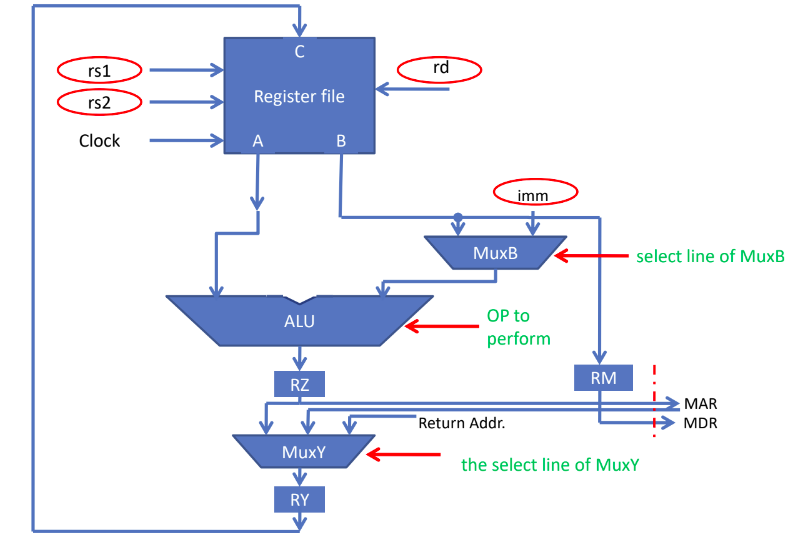 C
rs1
rd
rs2
Register file
Clock
A
B
imm
MuxB
select line of MuxB
ALU
OP to
perform
RZ
RM
MAR
Return Addr.
MDR
MuxY
the select line of MuxY
RY